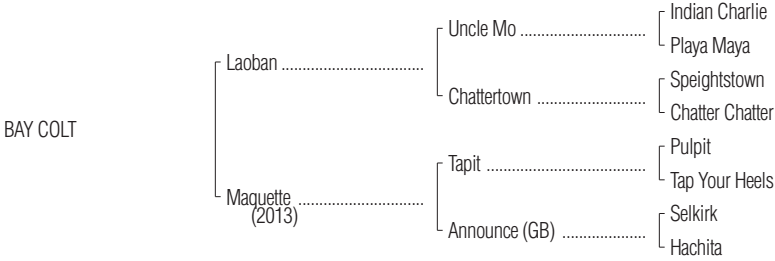 Indian Charlie
Uncle Mo ................................
Playa Maya
Laoban ....................................
Speightstown
Chattertown ...........................
Chatter Chatter
BAY COLT
Pulpit
Tapit ........................................
Tap Your Heels
Maquette ................................
(2013)
Selkirk
Announce (GB) .....................
Hachita